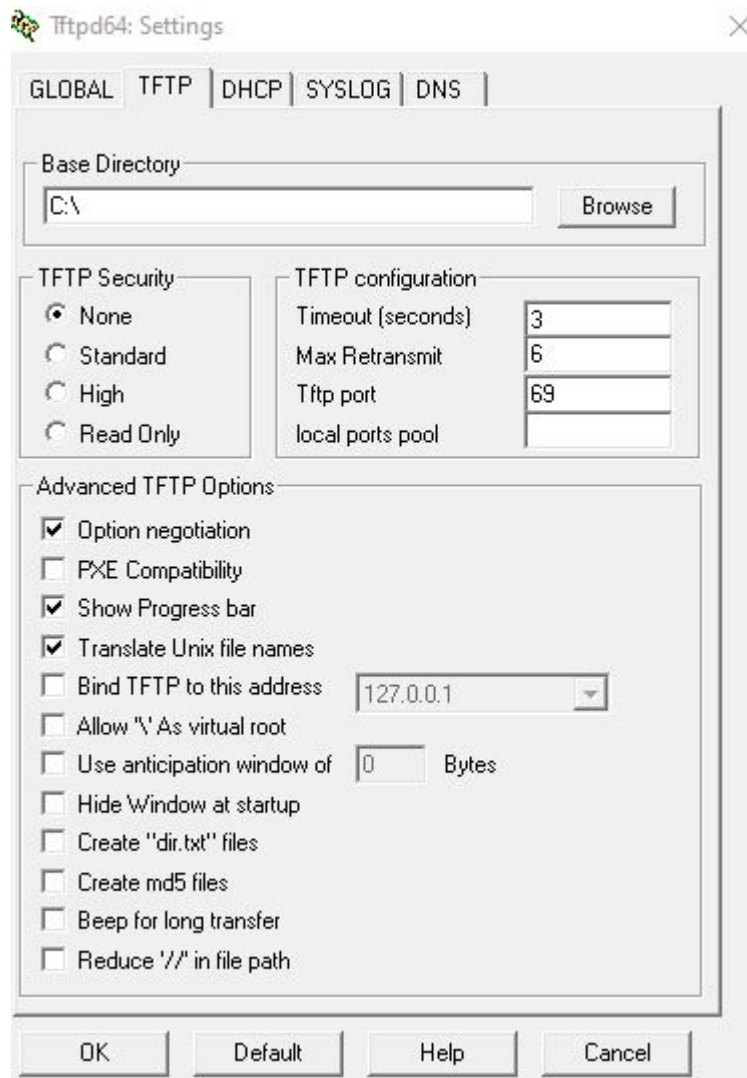 Tftpd64: Settings
GLOBAL TFTP DHCP SYSLOG DNS
Base Directory
C:\ Browse
TFTP Security
None
Standard
High
Read Only
TFTP configuration
Timeout (seconds) 3
Max Retransmit 6
Tftp port 69
local ports pool
Advanced TFTP Options
Option negotiation
PXE Compatibility
Show Progress bar
Translate Unix file names
Bind TFTP to this address 127.0.0.1
Allow '\' As virtual root
Use anticipation window of 0 Bytes
Hide Window at startup
Create "dir.txt" files
Create md5 files
Beep for long transfer
Reduce '//' in file path
OK Default Help Cancel